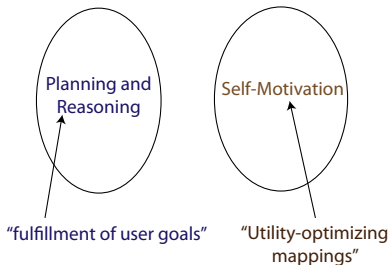 Planning and
Reasoning
Self-Motivation
“fulfillment of user goals”
“Utility-optimizing
mappings”